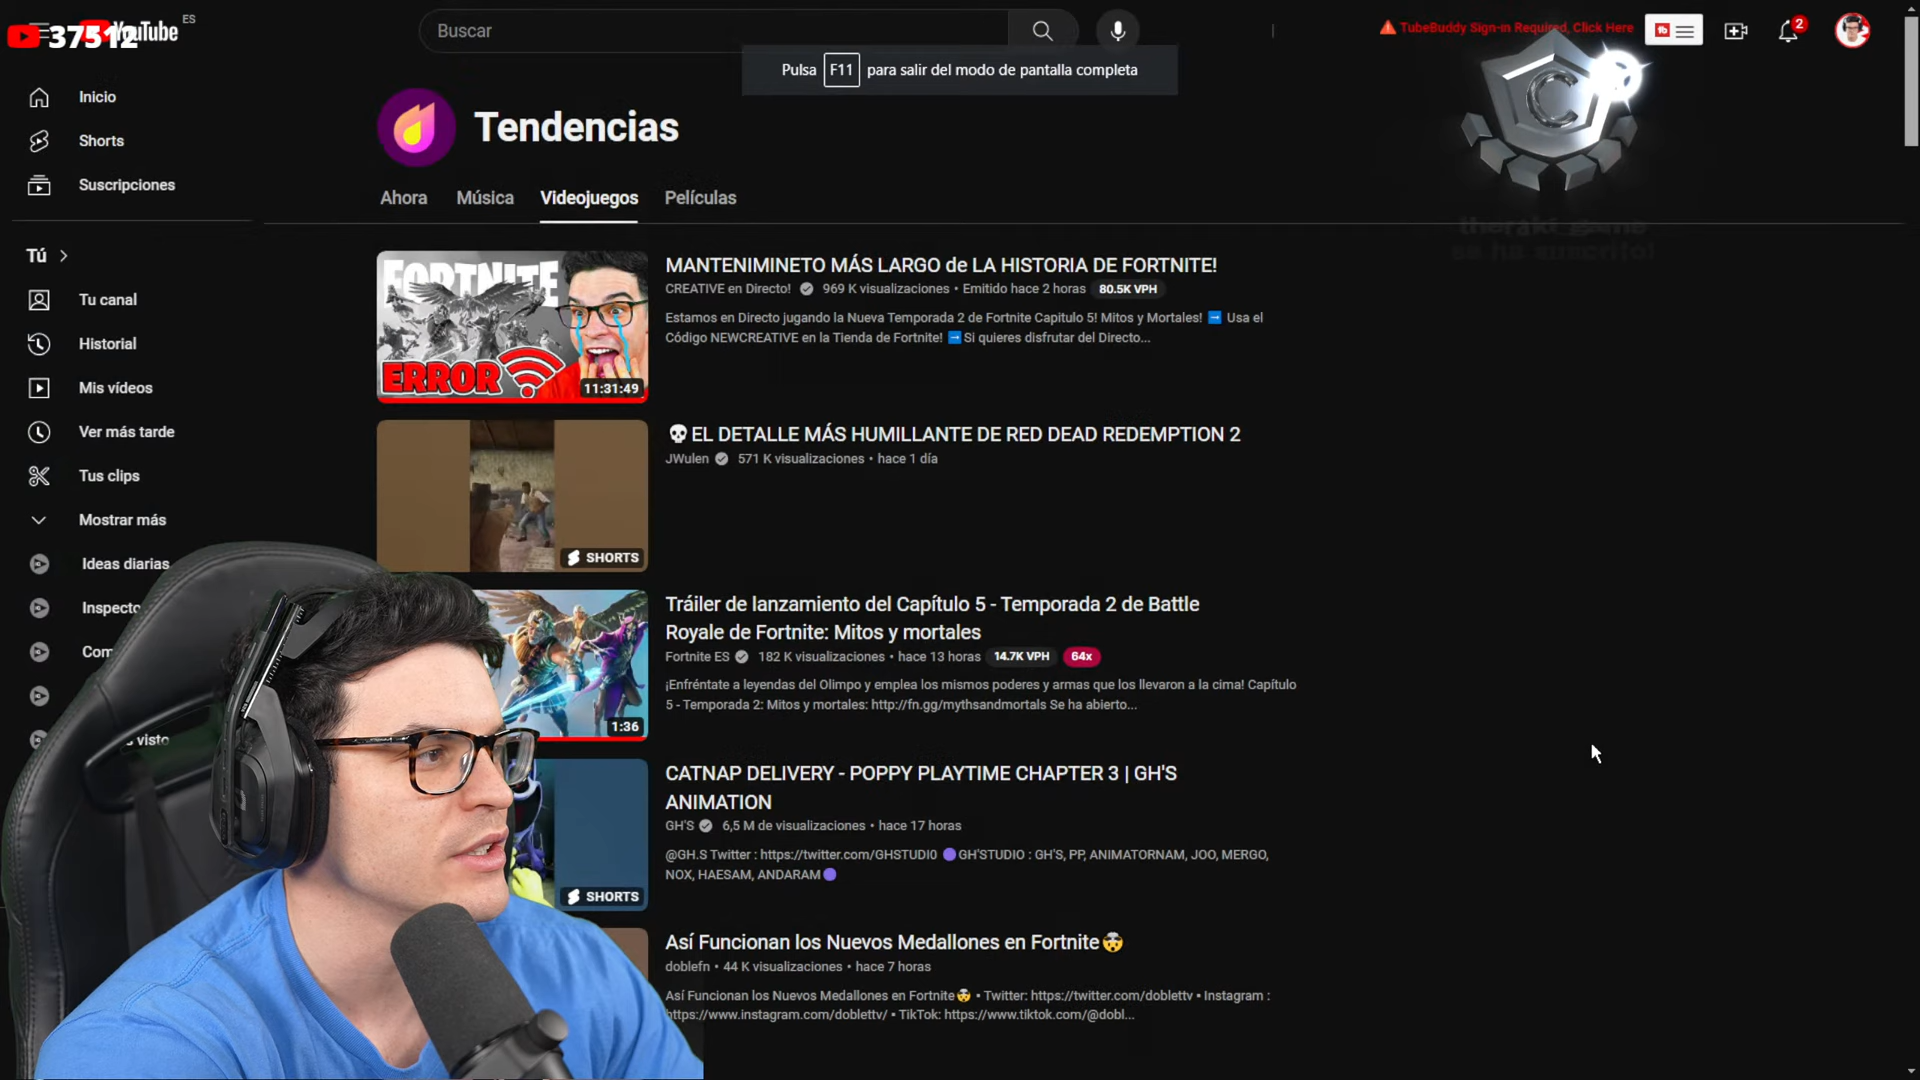 37512
YouTube
ES
Buscar
TubeBuddy Sign-in Required, Click Here
2
Pulsa F11 para salir del modo de pantalla completa
Inicio
Shorts
Suscripciones
Tú
Tu canal
Historial
Mis vídeos
Ver más tarde
Tus clips
Mostrar más
Ideas diarias
Inspecto
Com
visto
Tendencias
Ahora
Música
Videojuegos
Películas
C
theraki game
se ha suscrito!
FORTNITE
ERROR
11:31:49
MANTENIMINETO MÁS LARGO de LA HISTORIA DE FORTNITE!
CREATIVE en Directo! 969 K visualizaciones • Emitido hace 2 horas 80.5K VPH
Estamos en Directo jugando la Nueva Temporada 2 de Fortnite Capitulo 5! Mitos y Mortales! ➡ Usa el
Código NEWCREATIVE en la Tienda de Fortnite! ➡ Si quieres disfrutar del Directo...
SHORTS
💀EL DETALLE MÁS HUMILLANTE DE RED DEAD REDEMPTION 2
JWulen 571 K visualizaciones • hace 1 día
1:36
Tráiler de lanzamiento del Capítulo 5 - Temporada 2 de Battle
Royale de Fortnite: Mitos y mortales
Fortnite ES 182 K visualizaciones • hace 13 horas 14.7K VPH 64x
¡Enfréntate a leyendas del Olimpo y emplea los mismos poderes y armas que los llevaron a la cima! Capítulo
5 - Temporada 2: Mitos y mortales: http://fn.gg/mythsandmortals Se ha abierto...
SHORTS
CATNAP DELIVERY - POPPY PLAYTIME CHAPTER 3 | GH'S
ANIMATION
GH'S 6,5 M de visualizaciones • hace 17 horas
@GH.S Twitter : https://twitter.com/GHSTUDI0 🟣GH'STUDIO : GH'S, PP, ANIMATORNAM, JOO, MERGO,
NOX, HAESAM, ANDARAM🟣
Así Funcionan los Nuevos Medallones en Fortnite🤯
doblefn • 44 K visualizaciones • hace 7 horas
Así Funcionan los Nuevos Medallones en Fortnite🤯 • Twitter: https://twitter.com/doblettv • Instagram :
https://www.instagram.com/doblettv/ • TikTok: https://www.tiktok.com/@dobl...